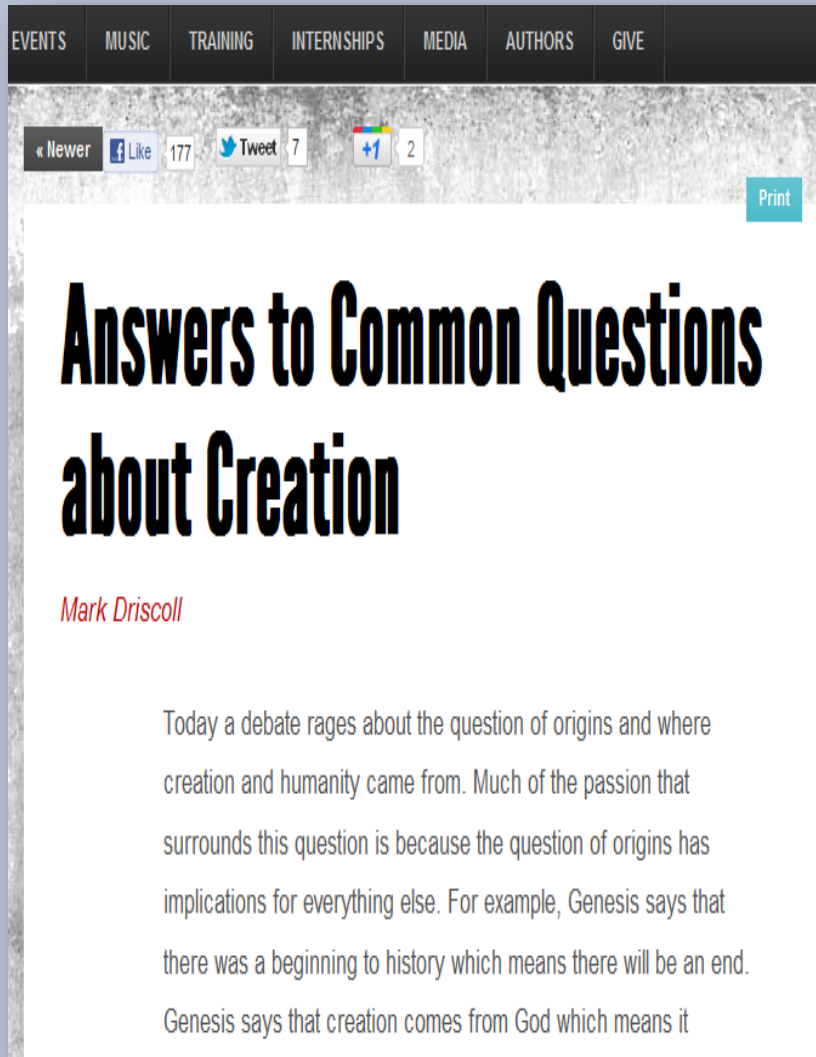 EVENTS MUSIC TRAINING INTERNSHIPS MEDIA AUTHORS GIVE
« Newer Like 177 Tweet 7 +1 2
Print
Answers to Common Questions
about Creation
Mark Driscoll
Today a debate rages about the question of origins and where
creation and humanity came from. Much of the passion that
surrounds this question is because the question of origins has
implications for everything else. For example, Genesis says that
there was a beginning to history which means there will be an end.
Genesis says that creation comes from God which means it